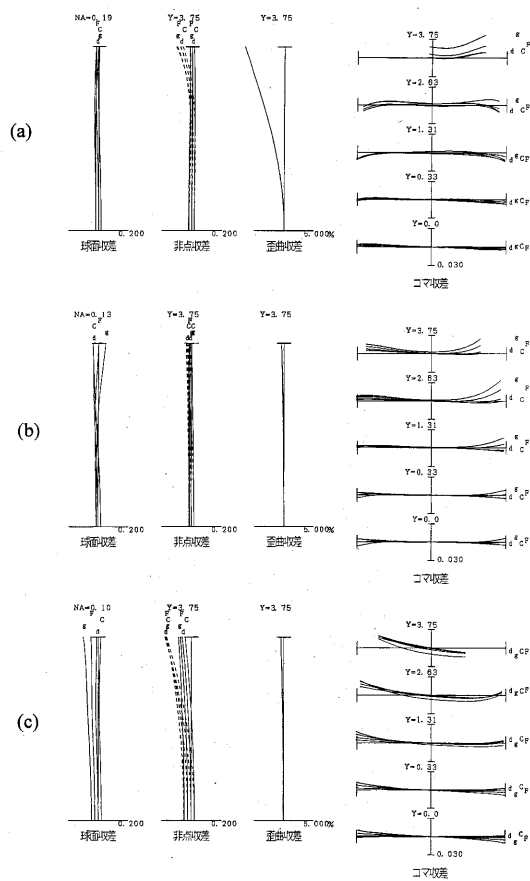 (a)
NA=0.19
F
C
g
d
0.200
球面収差
Y=3.75
F F
C C
g g
d d
0.200
非点収差
Y=3.75
5.000%
歪曲収差
Y=3.75
g
d C F
Y=2.63
g
d C F
Y=1.31
d g C F
Y=0.33
d g C F
Y=0.0
d g C F
0.030
コマ収差
(b)
NA=0.13
F
C
d g
0.200
球面収差
Y=3.75
0.200
非点収差
Y=3.75
5.000%
歪曲収差
Y=3.75
g
F
d C
Y=2.63
g
F
d C
Y=1.31
g F
d C
Y=0.33
g F
d C
Y=0.0
g F
d C
0.030
コマ収差
(c)
NA=0.10
F
g C
d
0.200
球面収差
Y=3.75
0.200
非点収差
Y=3.75
5.000%
歪曲収差
Y=3.75
d g C F
Y=2.63
d g C F
Y=1.31
d g C F
Y=0.33
d g C F
Y=0.0
d g C F
0.030
コマ収差